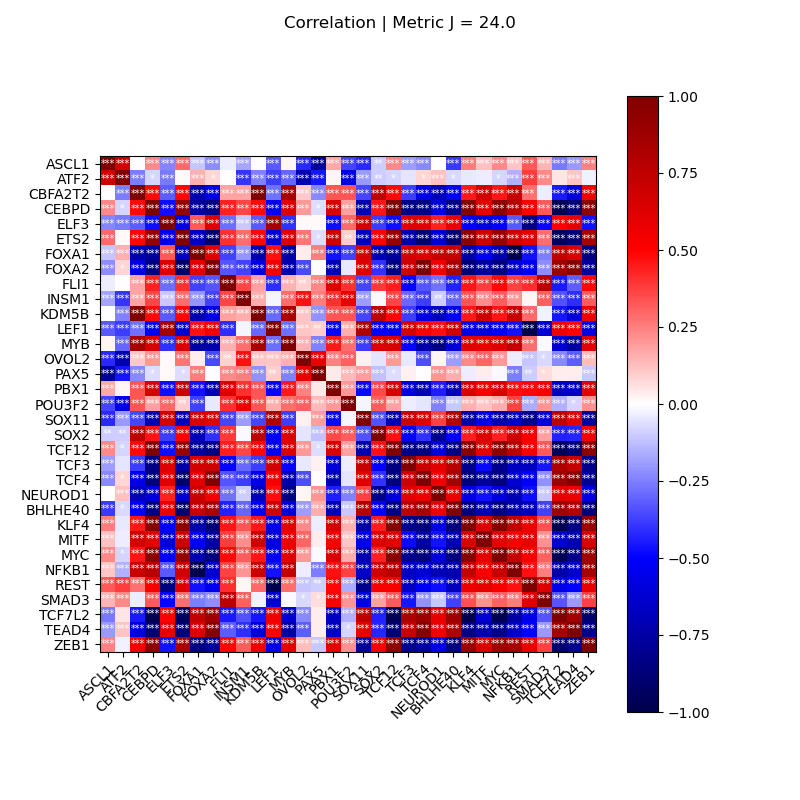 Correlation | Metric J = 24.0
ASCL1
ATF2
CBFA2T2
CEBPD
ELF3
ETS2
FOXA1
FOXA2
FLI1
INSM1
KDM5B
LEF1
MYB
OVOL2
PAX5
PBX1
POU3F2
SOX11
SOX2
TCF12
TCF3
TCF4
NEUROD1
BHLHE40
KLF4
MITF
MYC
NFKB1
REST
SMAD3
TCF7L2
TEAD4
ZEB1
ASCL1
ATF2
CBFA2T2
CEBPD
ELF3
ETS2
FOXA1
FOXA2
FLI1
INSM1
KDM5B
LEF1
MYB
OVOL2
PAX5
PBX1
POU3F2
SOX11
SOX2
TCF12
TCF3
TCF4
NEUROD1
BHLHE40
KLF4
MITF
MYC
NFKB1
REST
SMAD3
TCF7L2
TEAD4
ZEB1
1.00
0.75
0.50
0.25
0.00
−0.25
−0.50
−0.75
−1.00